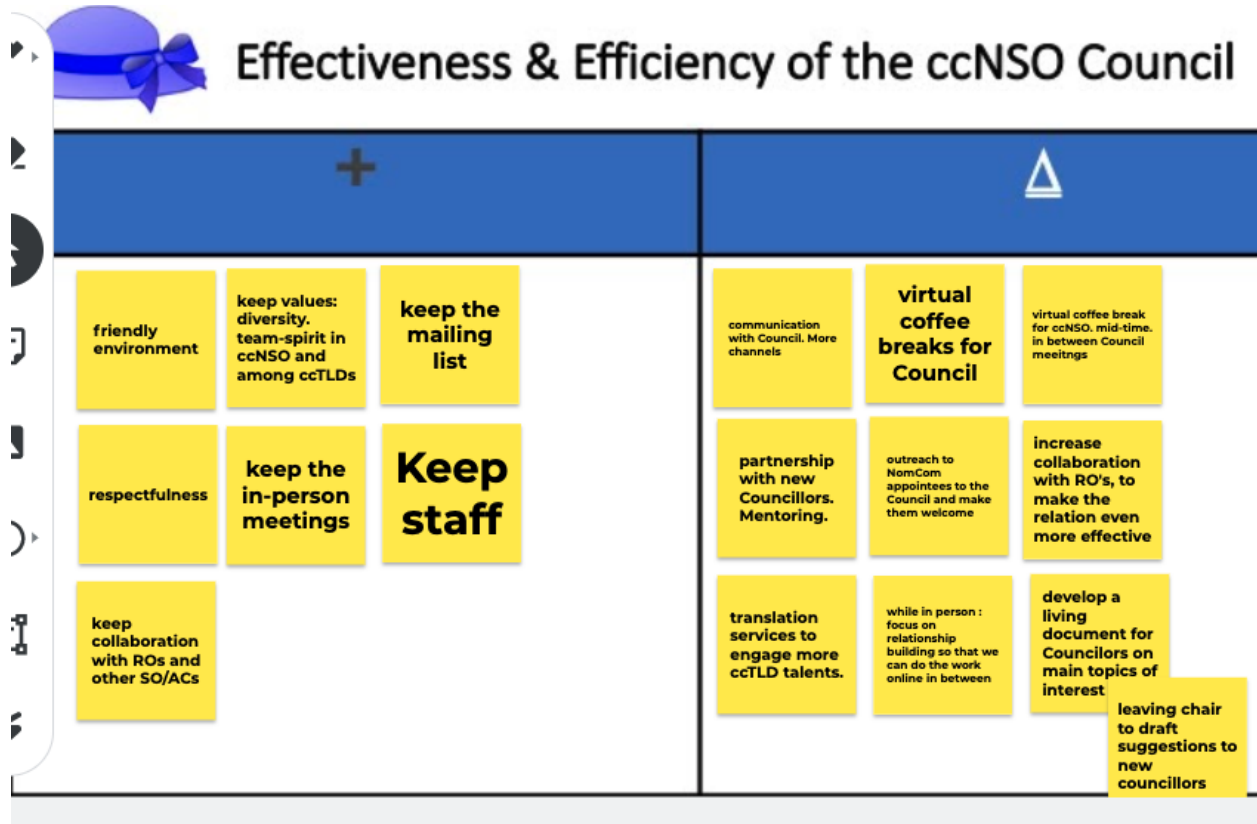 Effectiveness & Efficiency of the ccNSO Council
+
Δ
friendly
environment
keep values:
diversity.
team-spirit in
ccNSO and
among ccTLDs
keep the
mailing
list
respectfulness
keep the
in-person
meetings
Keep
staff
keep
collaboration
with ROs and
other SO/ACs
communication
with Council. More
channels
virtual
coffee
breaks for
Council
virtual coffee break
for ccNSO. mid-time.
in between Council
meeitngs
partnership
with new
Councillors.
Mentoring.
outreach to
NomCom
appointees to the
Council and make
them welcome
increase
collaboration
with RO's, to
make the
relation even
more effective
translation
services to
engage more
ccTLD talents.
while in person :
focus on
relationship
building so that we
can do the work
online in between
develop a
living
document for
Councilors on
main topics of
interest
leaving chair
to draft
suggestions to
new
councillors